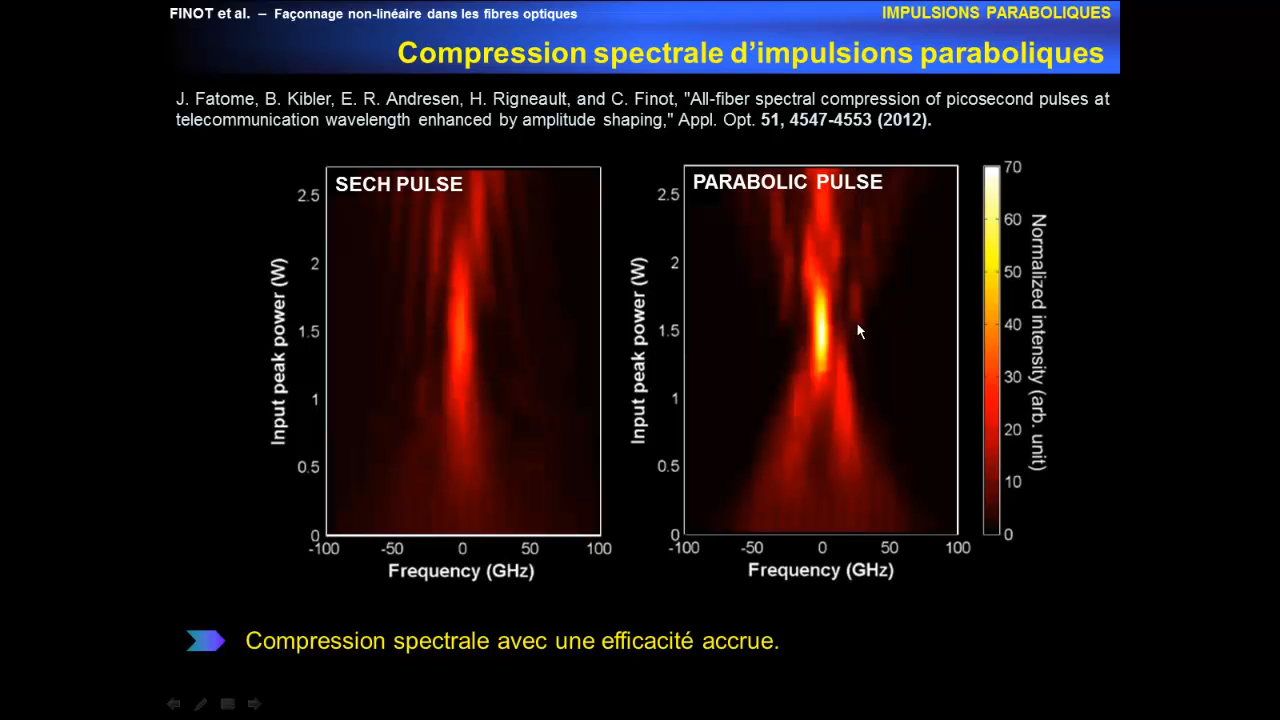 FINOT et al. – Façonnage non-linéaire dans les fibres optiques
IMPULSIONS PARABOLIQUES
Compression spectrale d’impulsions paraboliques
J. Fatome, B. Kibler, E. R. Andresen, H. Rigneault, and C. Finot, "All-fiber spectral compression of picosecond pulses at
telecommunication wavelength enhanced by amplitude shaping," Appl. Opt. 51, 4547-4553 (2012).
SECH PULSE
2.5
2
1.5
1
0.5
0
Input peak power (W)
-100 -50 0 50 100
Frequency (GHz)
PARABOLIC PULSE
2.5
2
1.5
1
0.5
0
Input peak power (W)
-100 -50 0 50 100
Frequency (GHz)
70
60
50
40
30
20
10
0
Normalized intensity (arb. unit)
Compression spectrale avec une efficacité accrue.